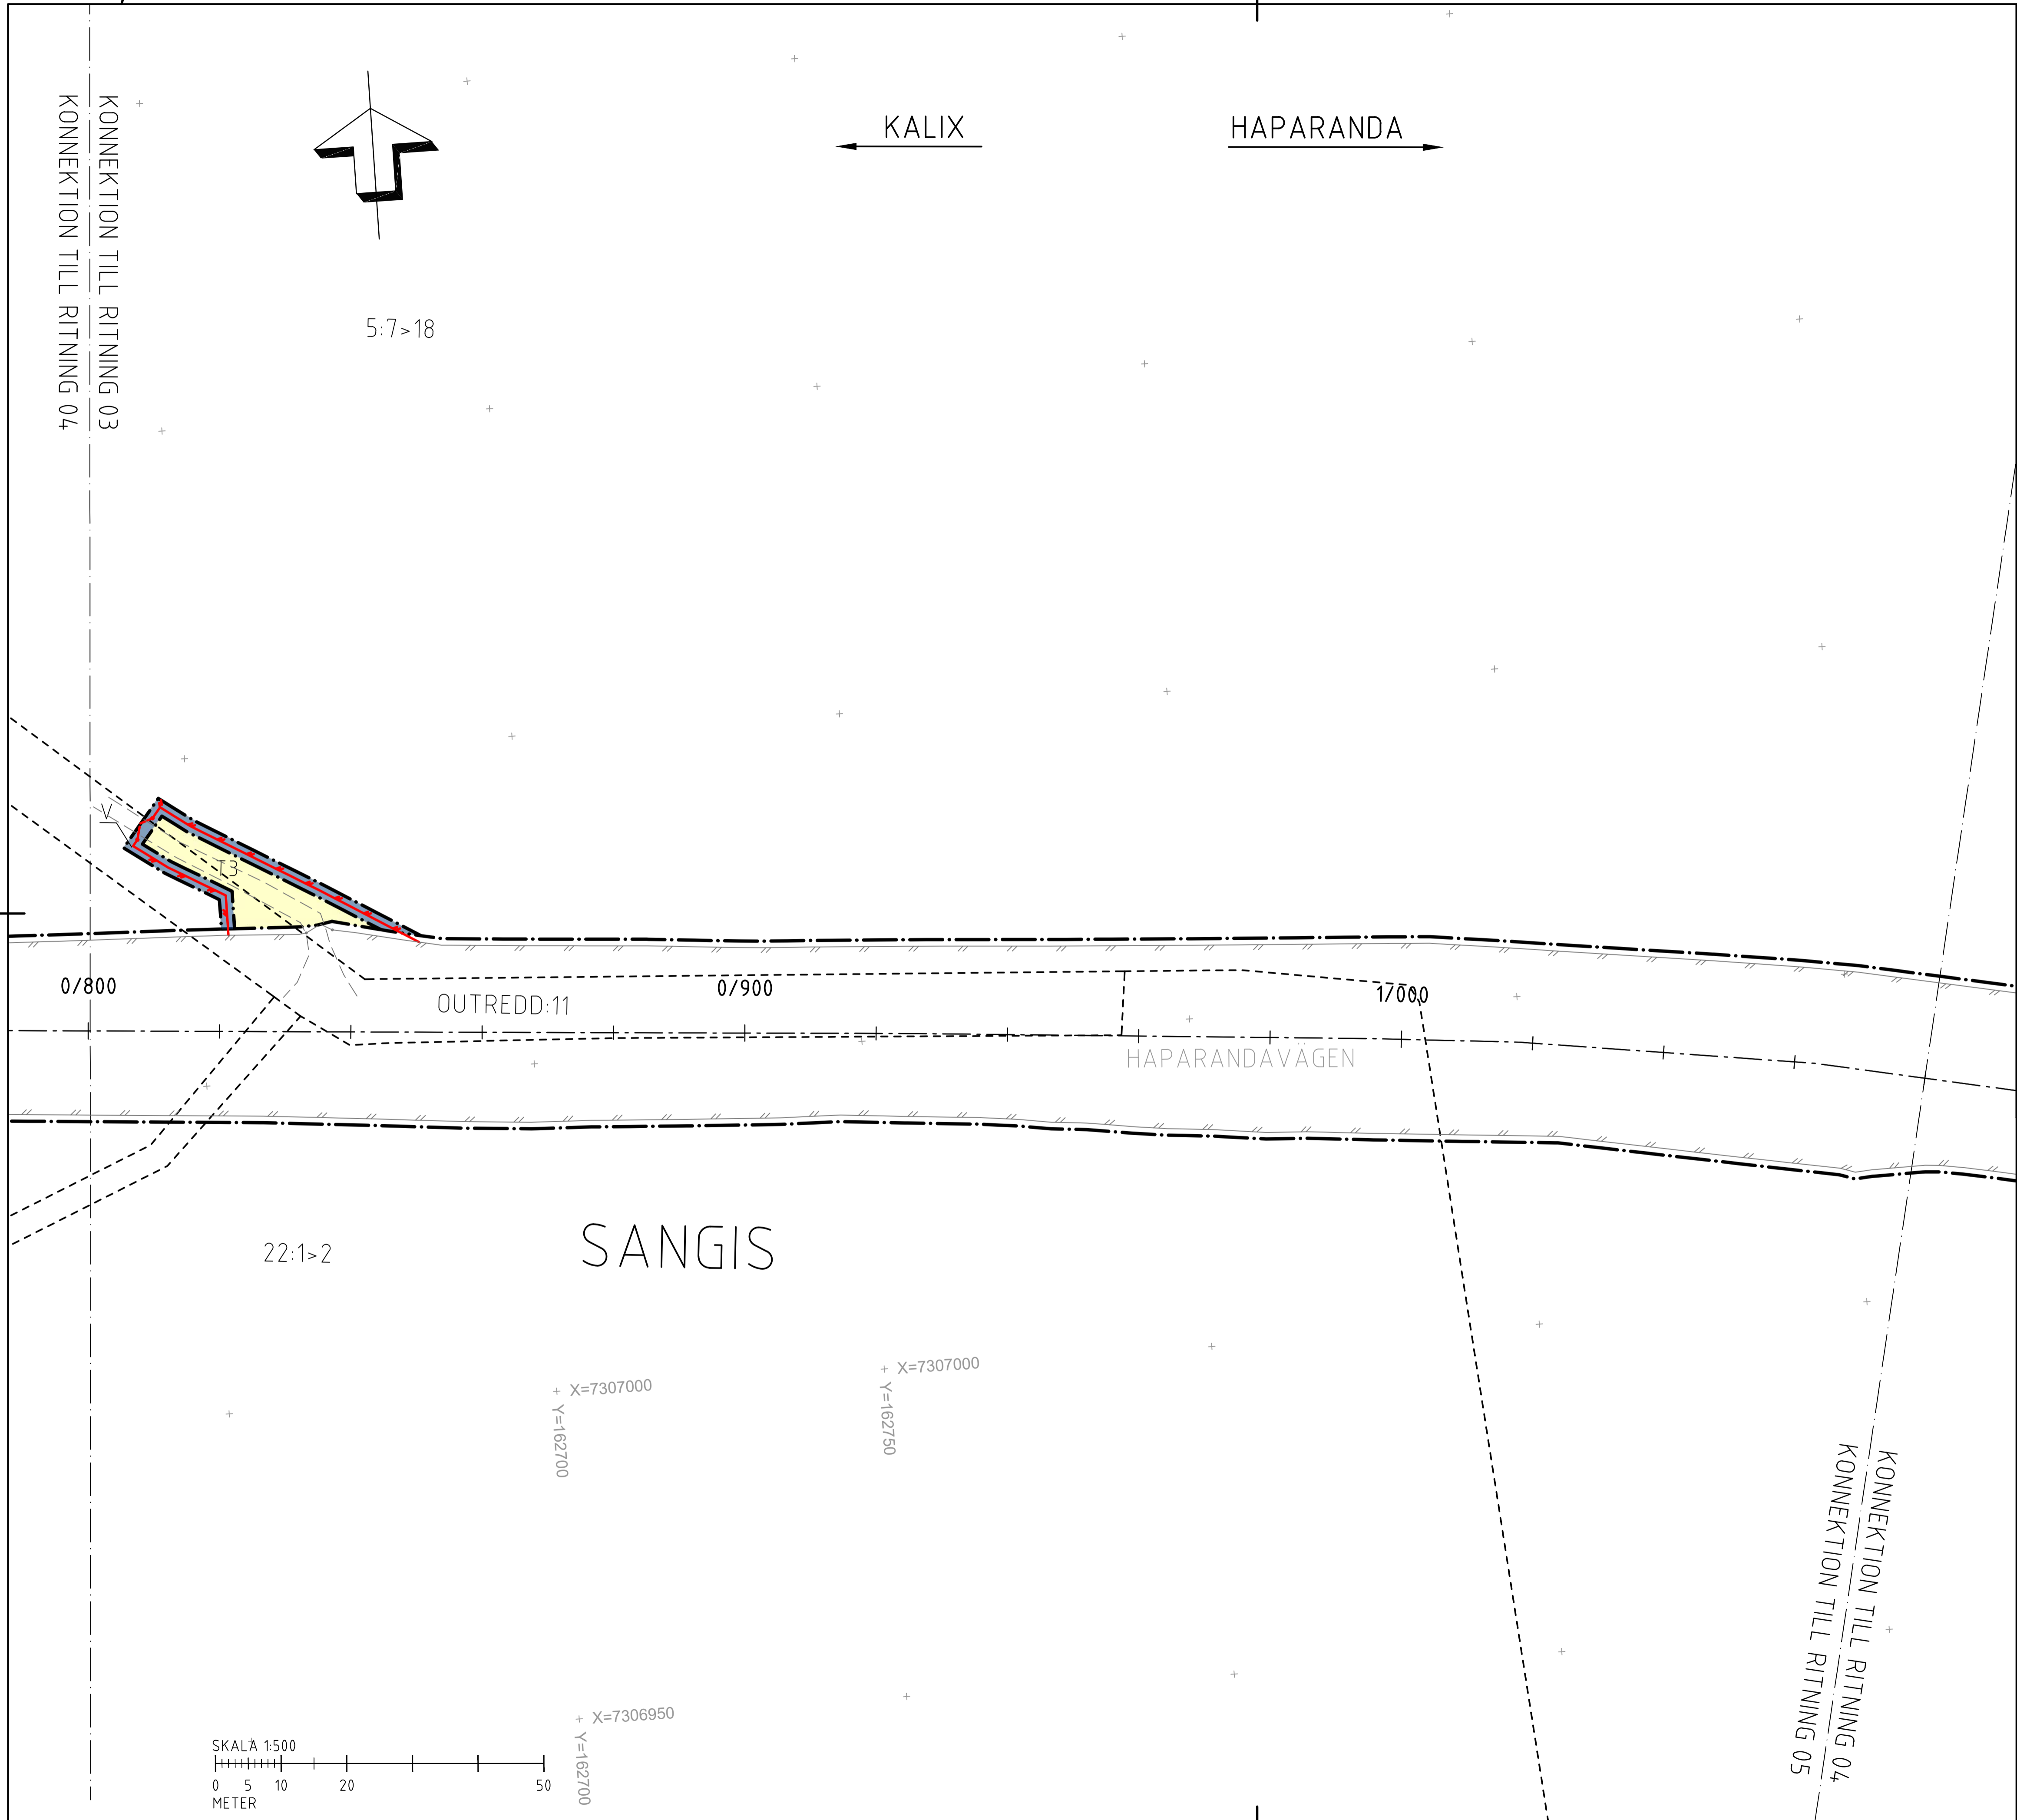 KONNEKTION TILL RITNING 03
KONNEKTION TILL RITNING 04
KALIX
HAPARANDA
5:7>18
V
T3
0/800
OUTREDD:11
0/900
1/000
HAPARANDAVÄGEN
22:1>2
SANGIS
X=7307000
Y=162700
X=7307000
Y=162750
KONNEKTION TILL RITNING 04
KONNEKTION TILL RITNING 05
X=7306950
Y=162700
SKALA 1:500
0 5 10 20 50
METER